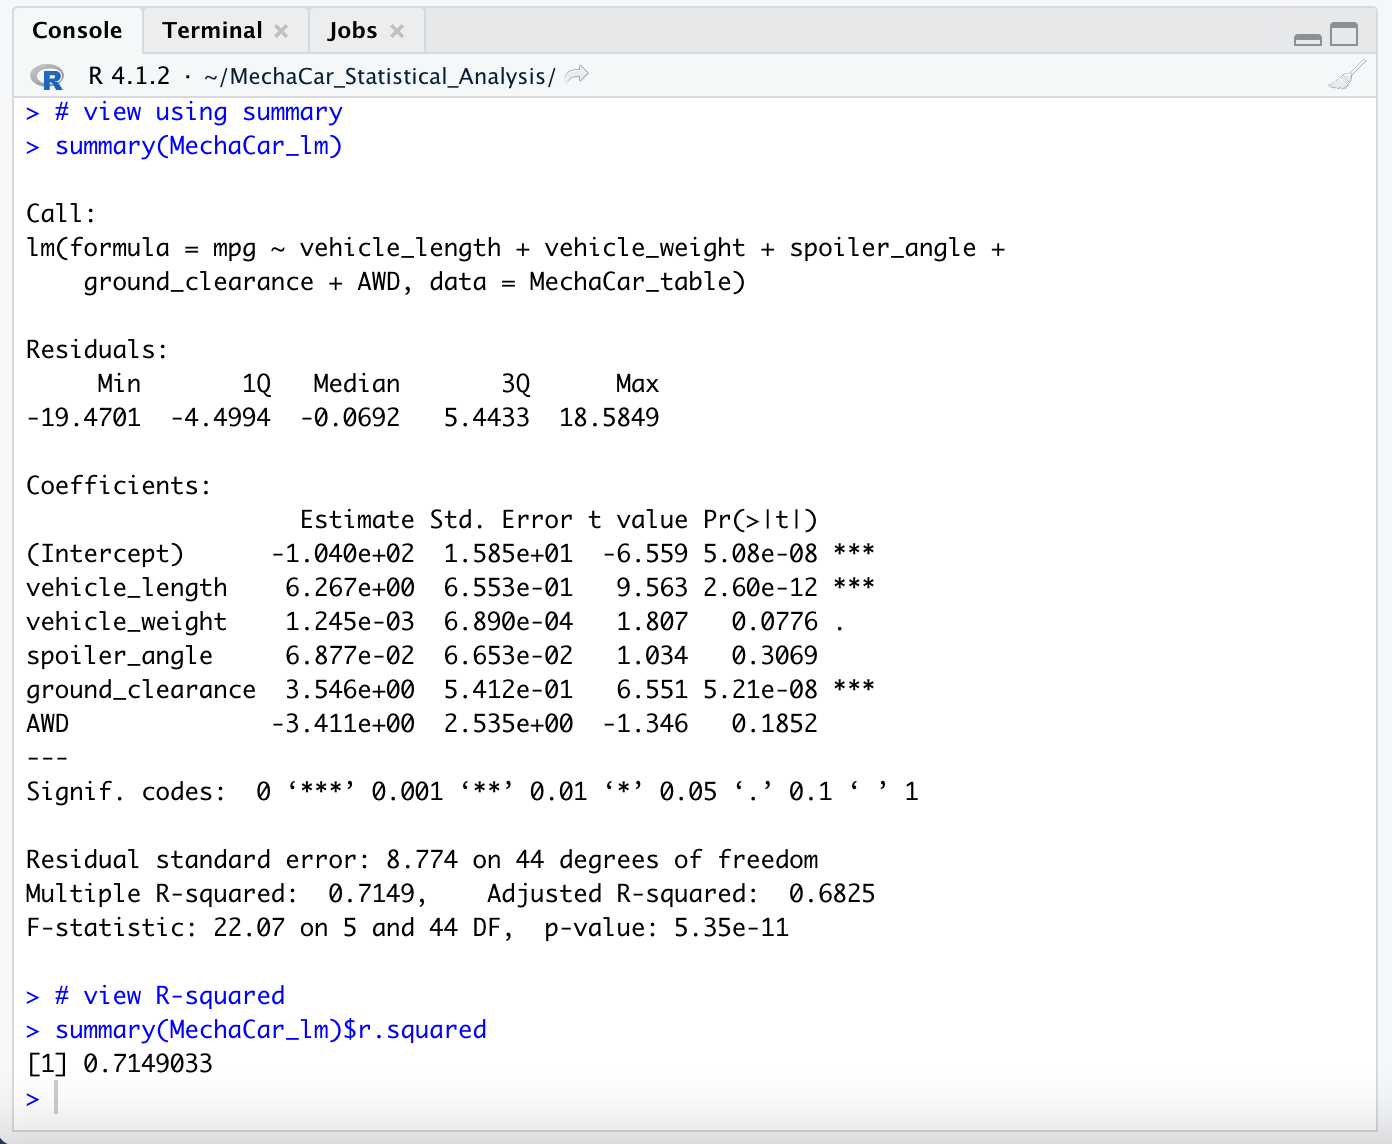 Console Terminal Jobs
R R 4.1.2 · ~/MechaCar_Statistical_Analysis/
> # view using summary
> summary(MechaCar_lm)
Call:
lm(formula = mpg ~ vehicle_length + vehicle_weight + spoiler_angle +
    ground_clearance + AWD, data = MechaCar_table)
Residuals:
     Min       1Q   Median       3Q      Max
-19.4701  -4.4994  -0.0692   5.4433  18.5849
Coefficients:
                   Estimate Std. Error t value Pr(>|t|)
(Intercept)      -1.040e+02  1.585e+01  -6.559 5.08e-08 ***
vehicle_length    6.267e+00  6.553e-01   9.563 2.60e-12 ***
vehicle_weight    1.245e-03  6.890e-04   1.807   0.0776 .
spoiler_angle     6.877e-02  6.653e-02   1.034   0.3069
ground_clearance  3.546e+00  5.412e-01   6.551 5.21e-08 ***
AWD              -3.411e+00  2.535e+00  -1.346   0.1852
---
Signif. codes:  0 ‘***’ 0.001 ‘**’ 0.01 ‘*’ 0.05 ‘.’ 0.1 ‘ ’ 1
Residual standard error: 8.774 on 44 degrees of freedom
Multiple R-squared:  0.7149,    Adjusted R-squared:  0.6825
F-statistic: 22.07 on 5 and 44 DF,  p-value: 5.35e-11
> # view R-squared
> summary(MechaCar_lm)$r.squared
[1] 0.7149033
>